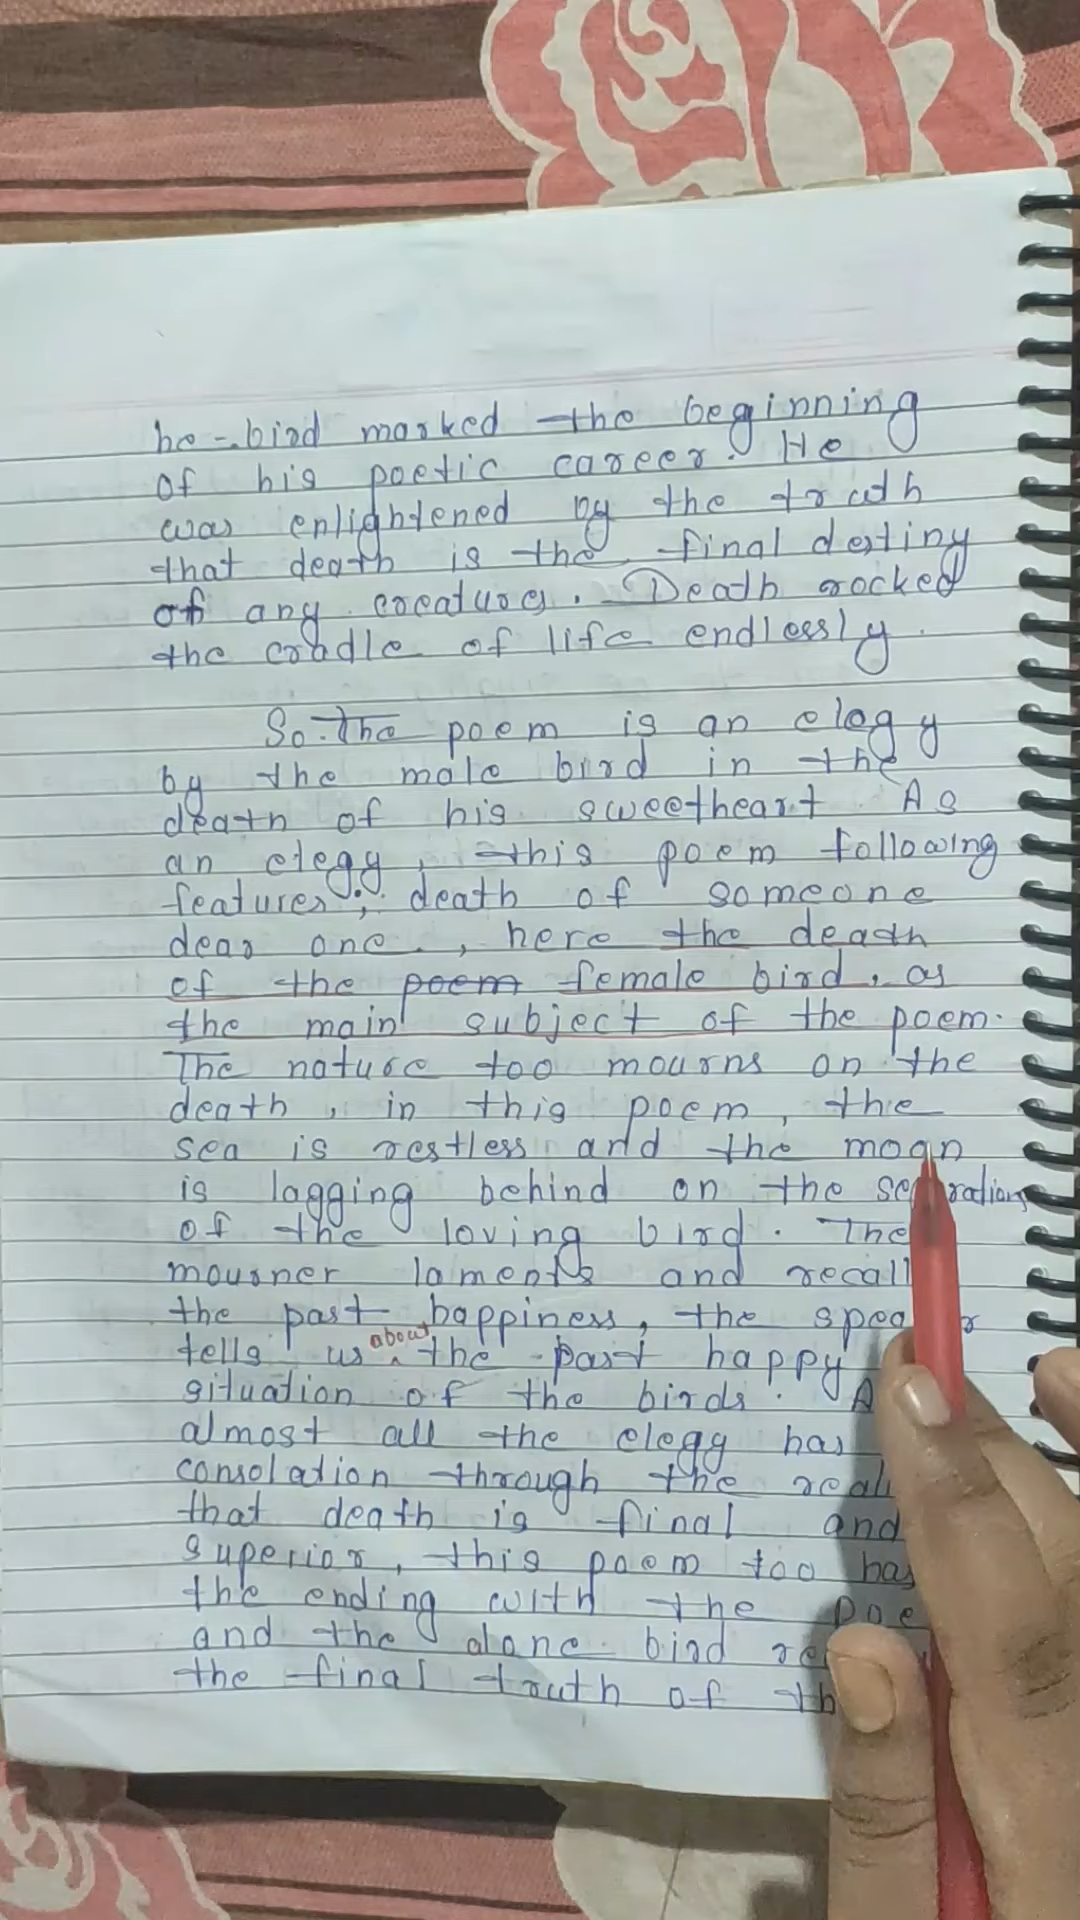 he-bird marked the beginning
of his poetic career. He
was enlightened by the truth
that death is the final destiny
of any creatures. Death rocked
the cradle of life endlessly.
So. The poem is an elegy
by the male bird in the
death of his sweetheart. As
an elegy, this poem following
features; death of someone
dear one, here the death
of the poem female bird, as
the main subject of the poem.
The nature too mourns on the
death, in this poem, the
sea is restless and the moon
is lagging behind on the
of the loving bird. The
mourner laments and recall
the past happiness, the
tells us about the past happy
situation of the birds.
almost all the elegy has
consolation through the
that death is final and
superior, this poem too has
the ending with the
and the alone bird
the final truth of